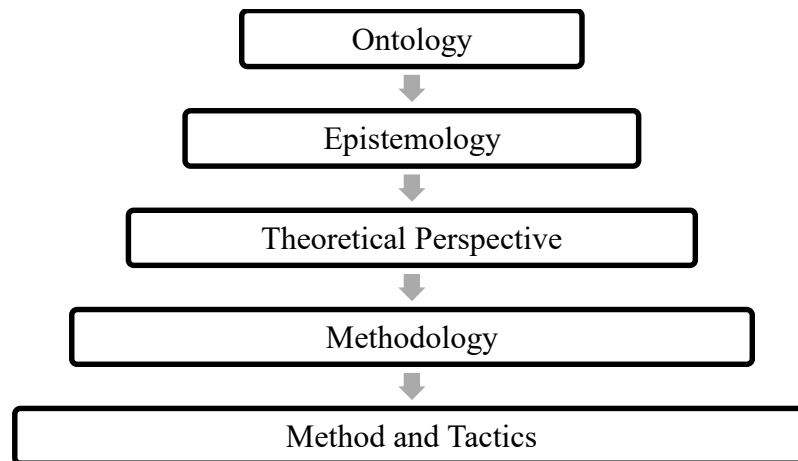 Ontology
Epistemology
Theoretical Perspective
Methodology
Method and Tactics